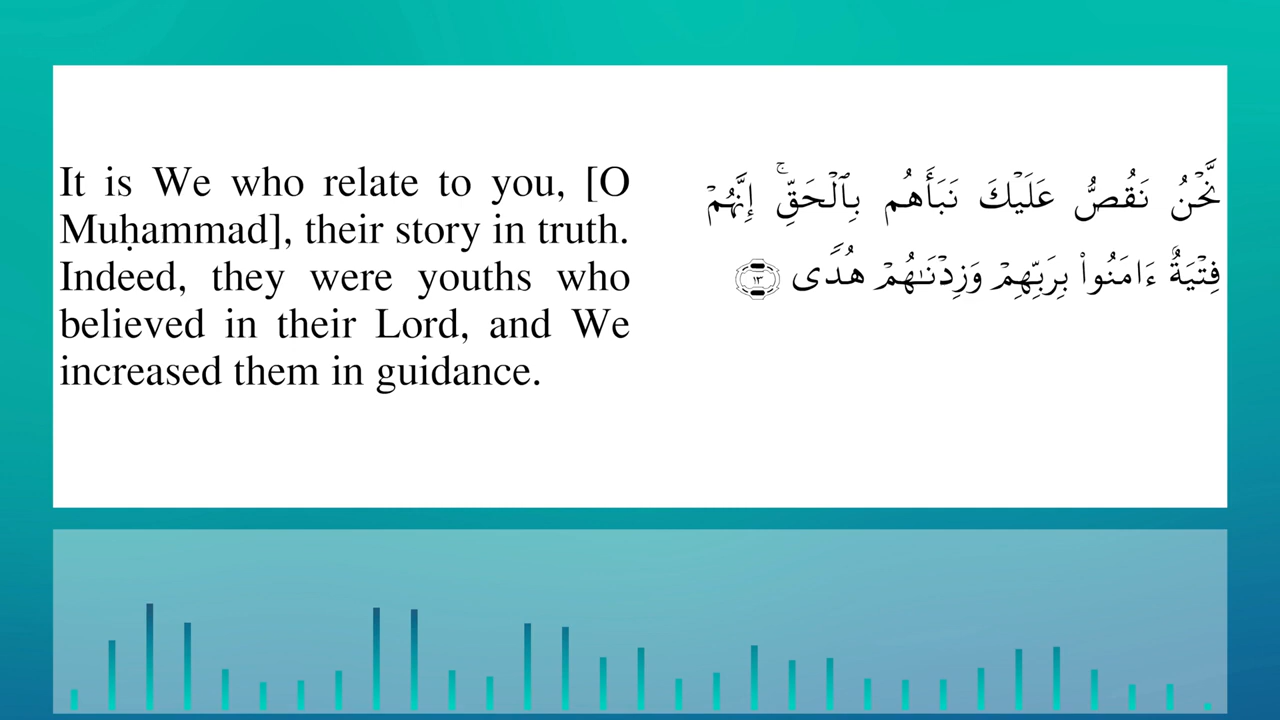 It is We who relate to you, [O
Muḥammad], their story in truth.
Indeed, they were youths who
believed in their Lord, and We
increased them in guidance.
نَّحْنُ نَقُصُّ عَلَيْكَ نَبَأَهُم بِٱلْحَقِّ ۚ إِنَّهُمْ
فِتْيَةٌ ءَامَنُوا۟ بِرَبِّهِمْ وَزِدْنَـٰهُمْ هُدًى ١٣